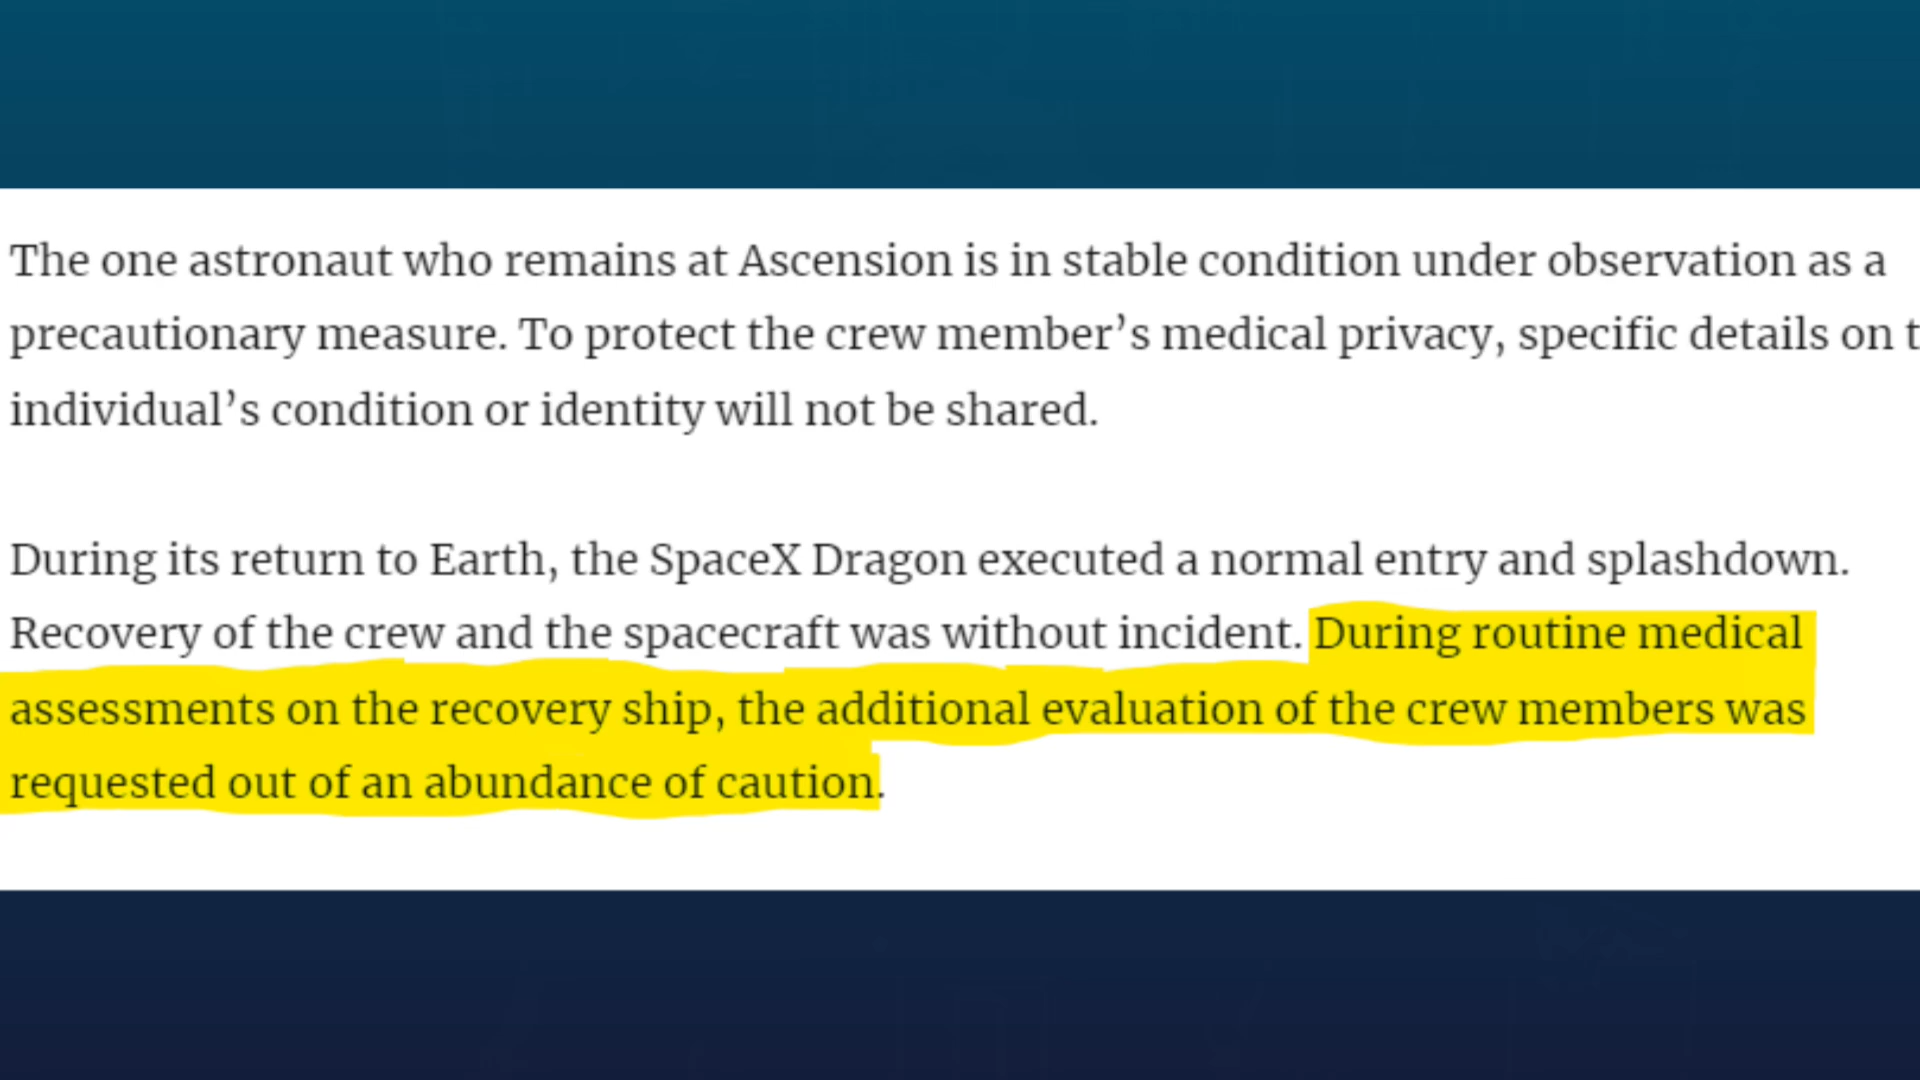 The one astronaut who remains at Ascension is in stable condition under observation as a
precautionary measure. To protect the crew member’s medical privacy, specific details on
individual’s condition or identity will not be shared.
During its return to Earth, the SpaceX Dragon executed a normal entry and splashdown.
Recovery of the crew and the spacecraft was without incident. During routine medical
assessments on the recovery ship, the additional evaluation of the crew members was
requested out of an abundance of caution.